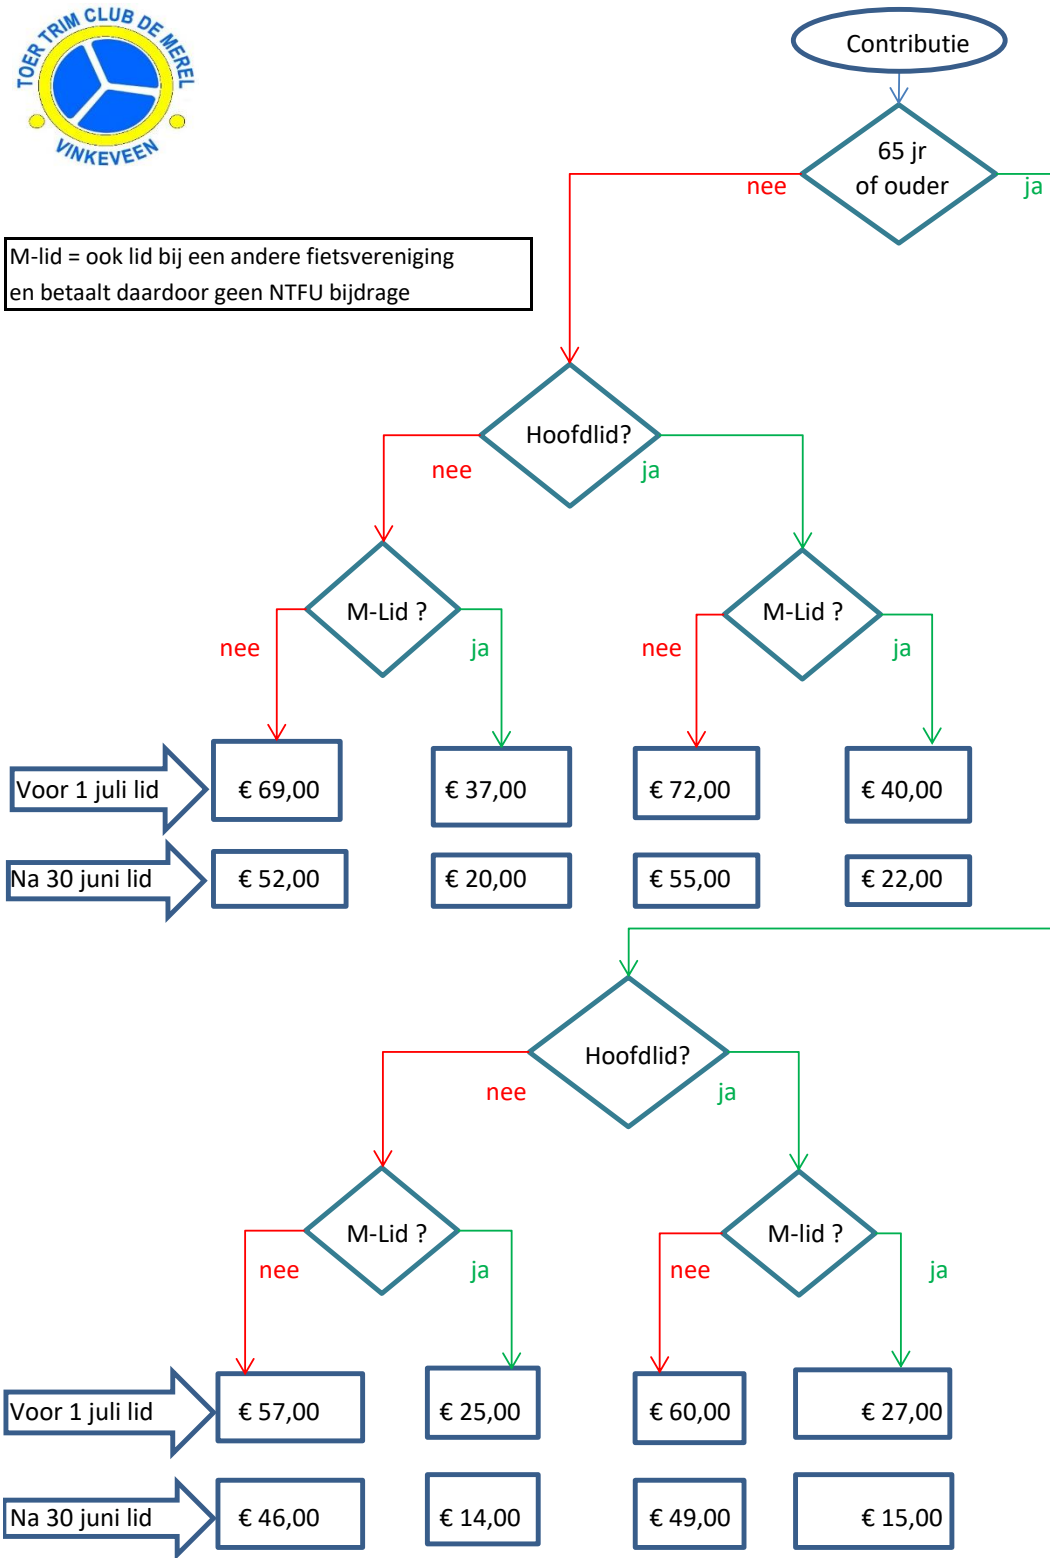 TOER TRIM CLUB DE MEREL
VINKEVEEN
Contributie
65 jr
of ouder
nee
ja
M-lid = ook lid bij een andere fietsvereniging
en betaalt daardoor geen NTFU bijdrage
Hoofdlid?
nee
ja
M-Lid ?
M-Lid ?
nee
ja
nee
ja
Voor 1 juli lid
€ 69,00
€ 37,00
€ 72,00
€ 40,00
Na 30 juni lid
€ 52,00
€ 20,00
€ 55,00
€ 22,00
Hoofdlid?
nee
ja
M-Lid ?
M-lid ?
nee
ja
nee
ja
Voor 1 juli lid
€ 57,00
€ 25,00
€ 60,00
€ 27,00
Na 30 juni lid
€ 46,00
€ 14,00
€ 49,00
€ 15,00